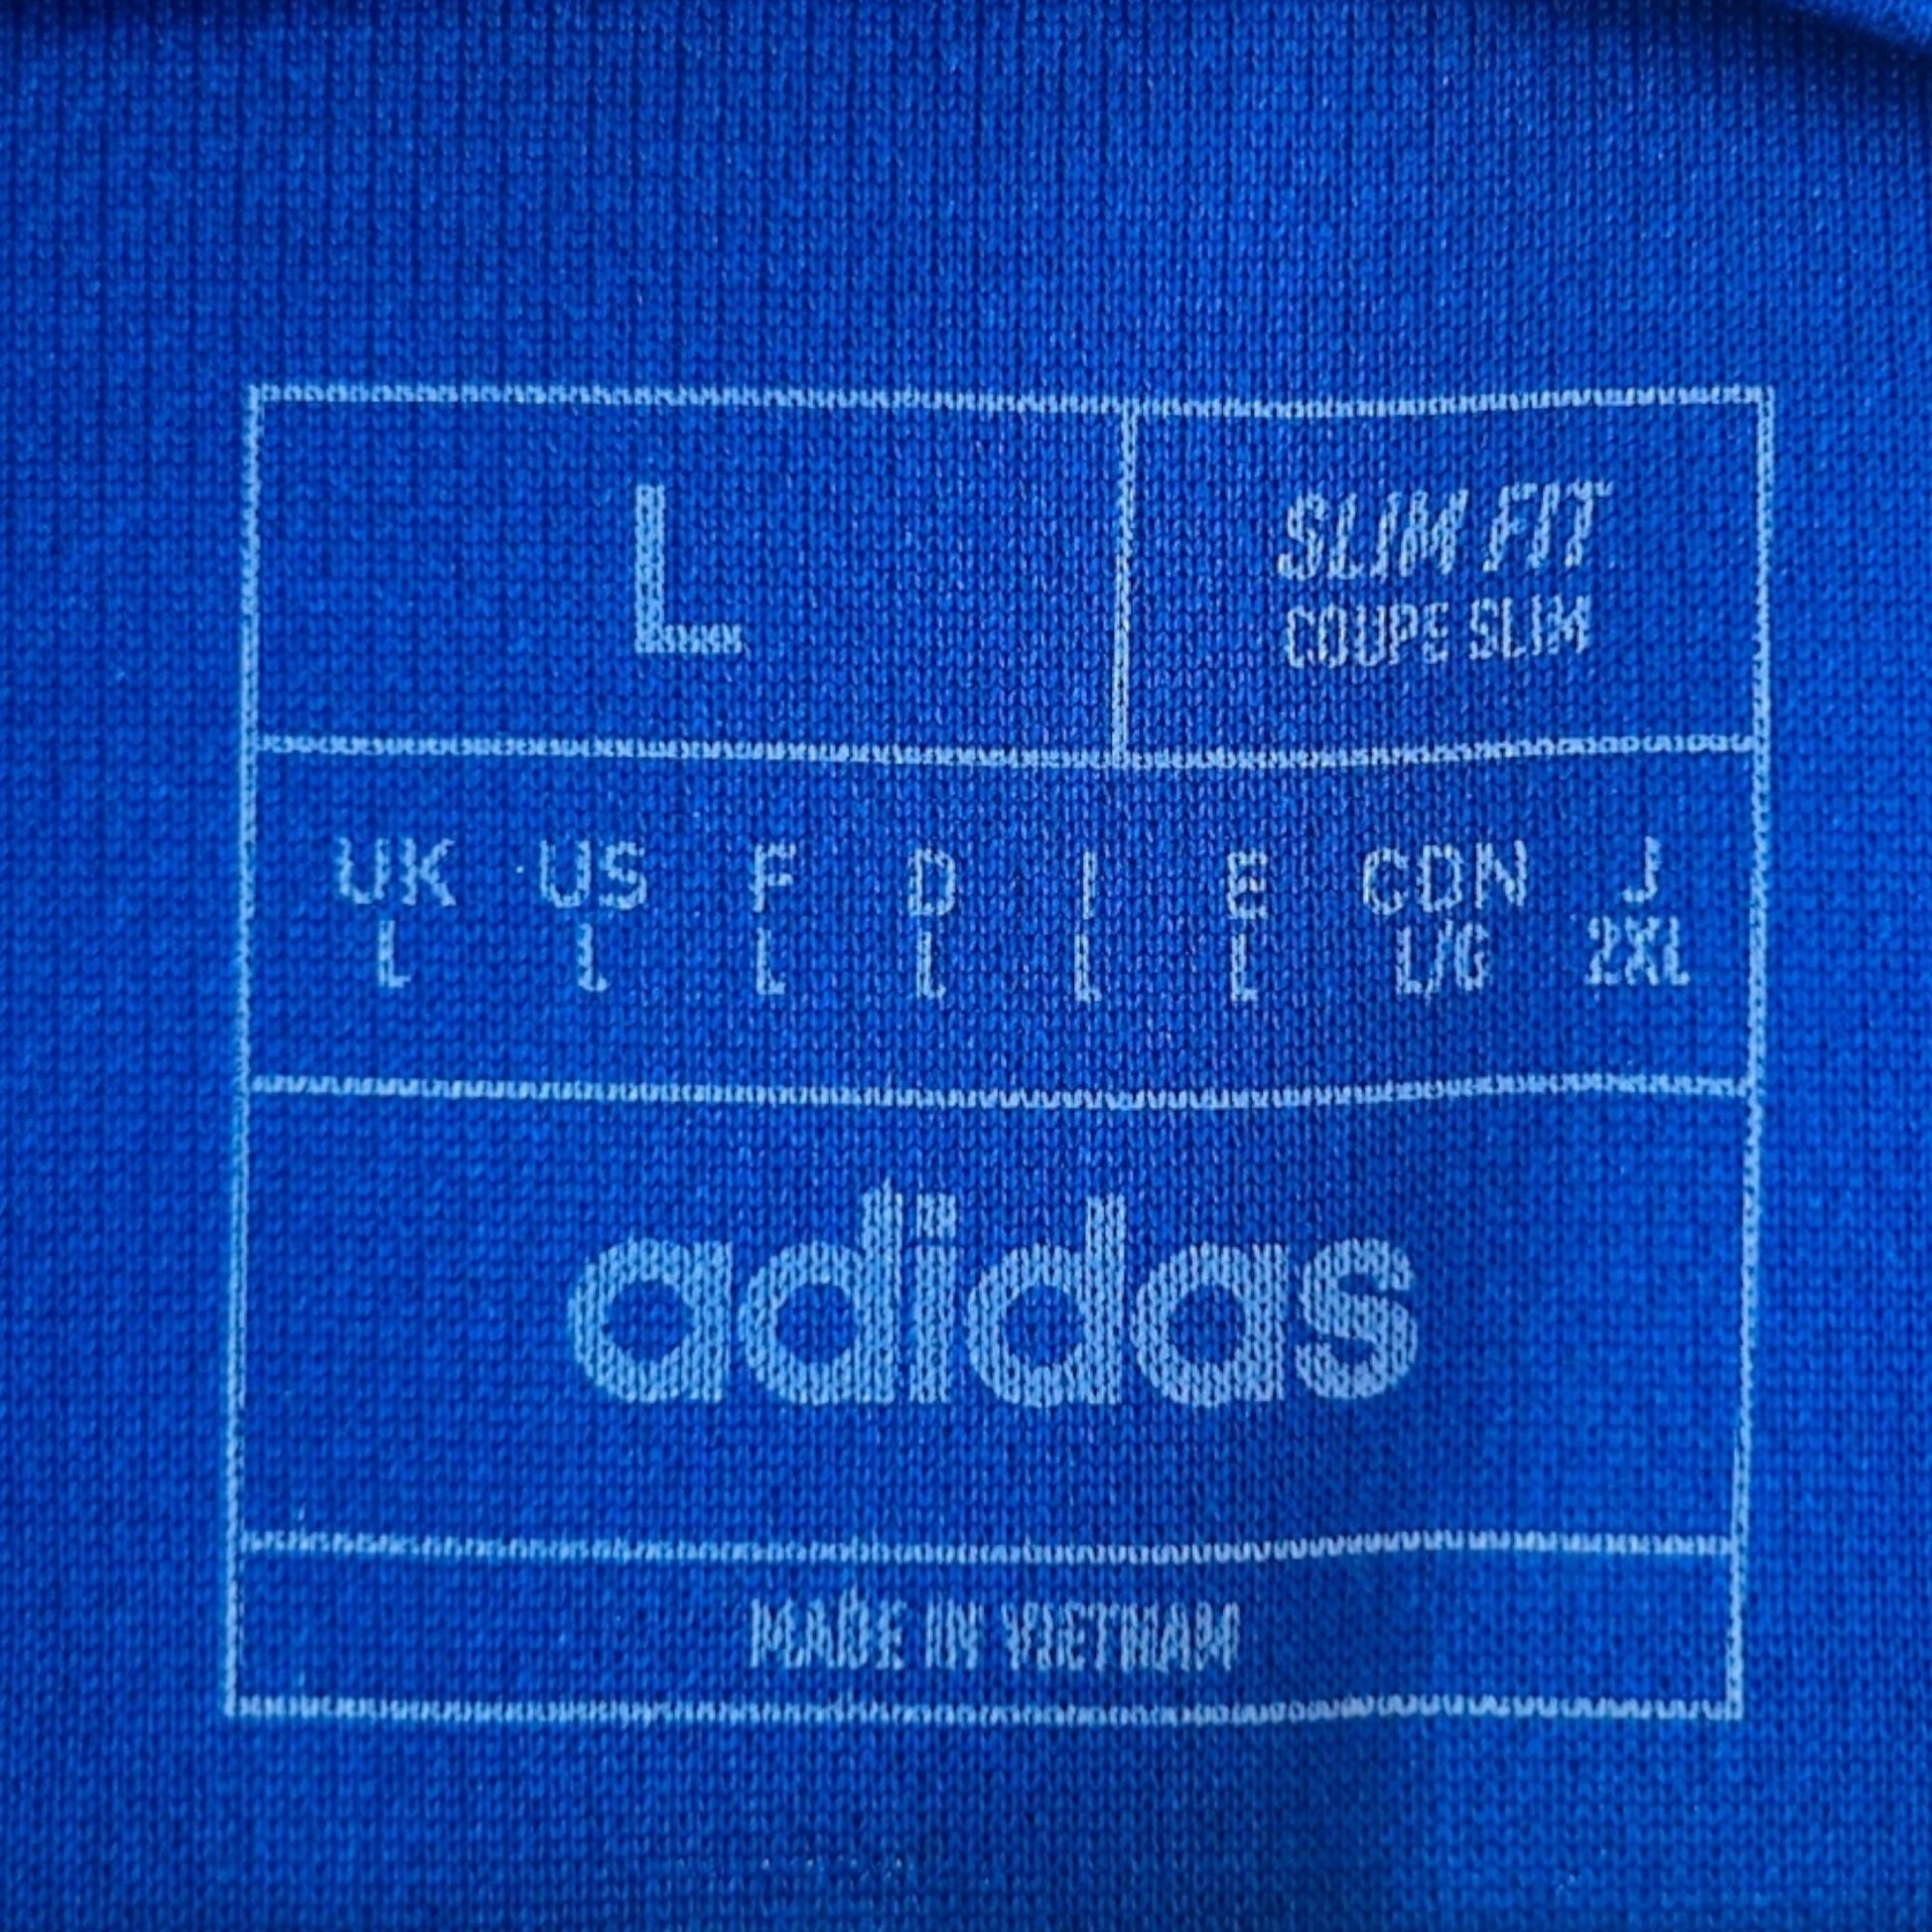 L
SLIM FIT
COUPE SLIM
UK US F D I E CDN J
L L L L L L L/G 2XL
adidas
MADE IN VIETNAM